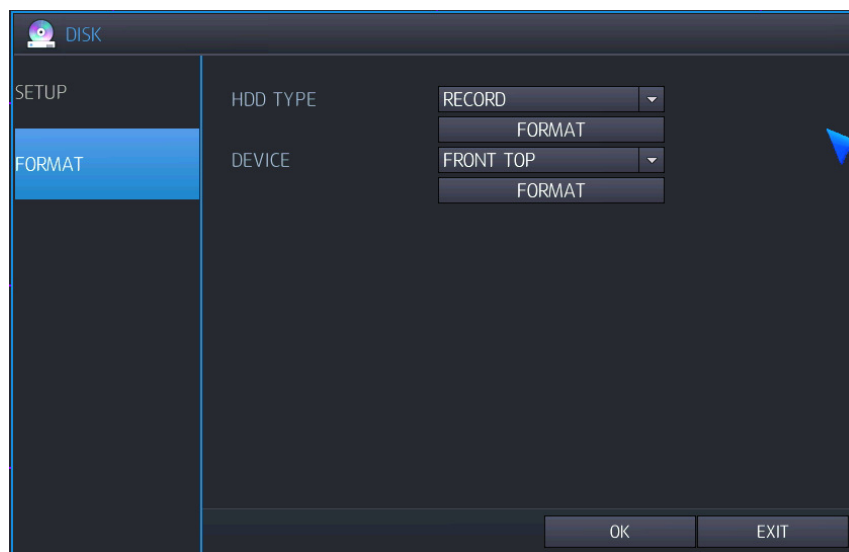 DISK
SETUP
FORMAT
HDD TYPE RECORD
FORMAT
DEVICE FRONT TOP
FORMAT
OK EXIT